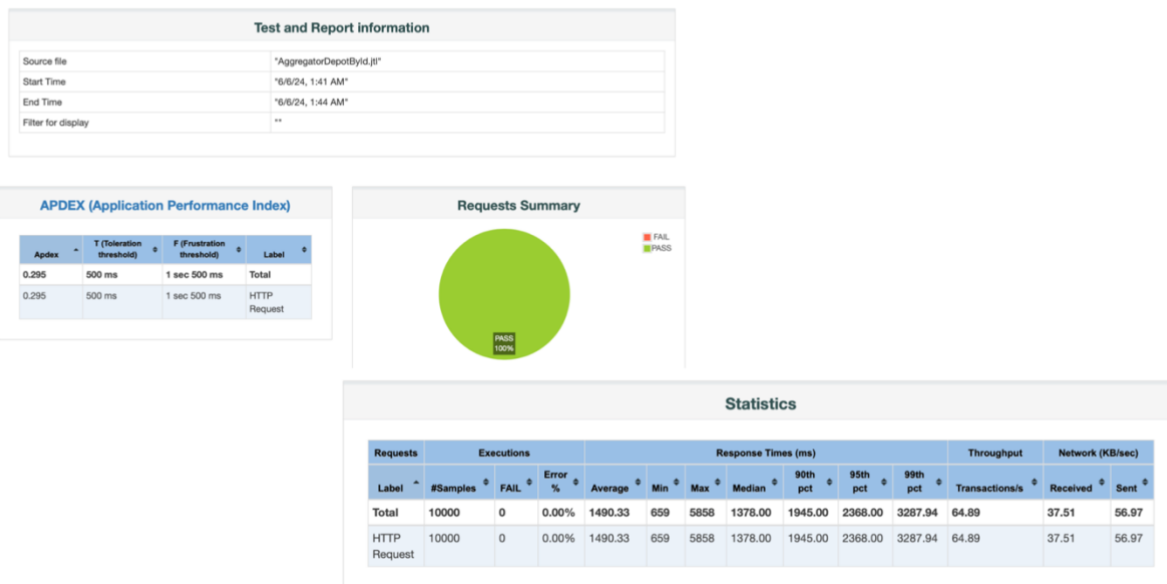 Test and Report information
Source file "AggregatorDepotById.jtl"
Start Time "6/6/24, 1:41 AM"
End Time "6/6/24, 1:44 AM"
Filter for display ""
APDEX (Application Performance Index)
Apdex T (Toleration threshold) F (Frustration threshold) Label
0.295 500 ms 1 sec 500 ms Total
0.295 500 ms 1 sec 500 ms HTTP Request
Requests Summary
FAIL
PASS
PASS
100%
Statistics
Requests Executions Response Times (ms) Throughput Network (KB/sec)
Label #Samples FAIL Error % Average Min Max Median 90th pct 95th pct 99th pct Transactions/s Received Sent
Total 10000 0 0.00% 1490.33 659 5858 1378.00 1945.00 2368.00 3287.94 64.89 37.51 56.97
HTTP Request 10000 0 0.00% 1490.33 659 5858 1378.00 1945.00 2368.00 3287.94 64.89 37.51 56.97